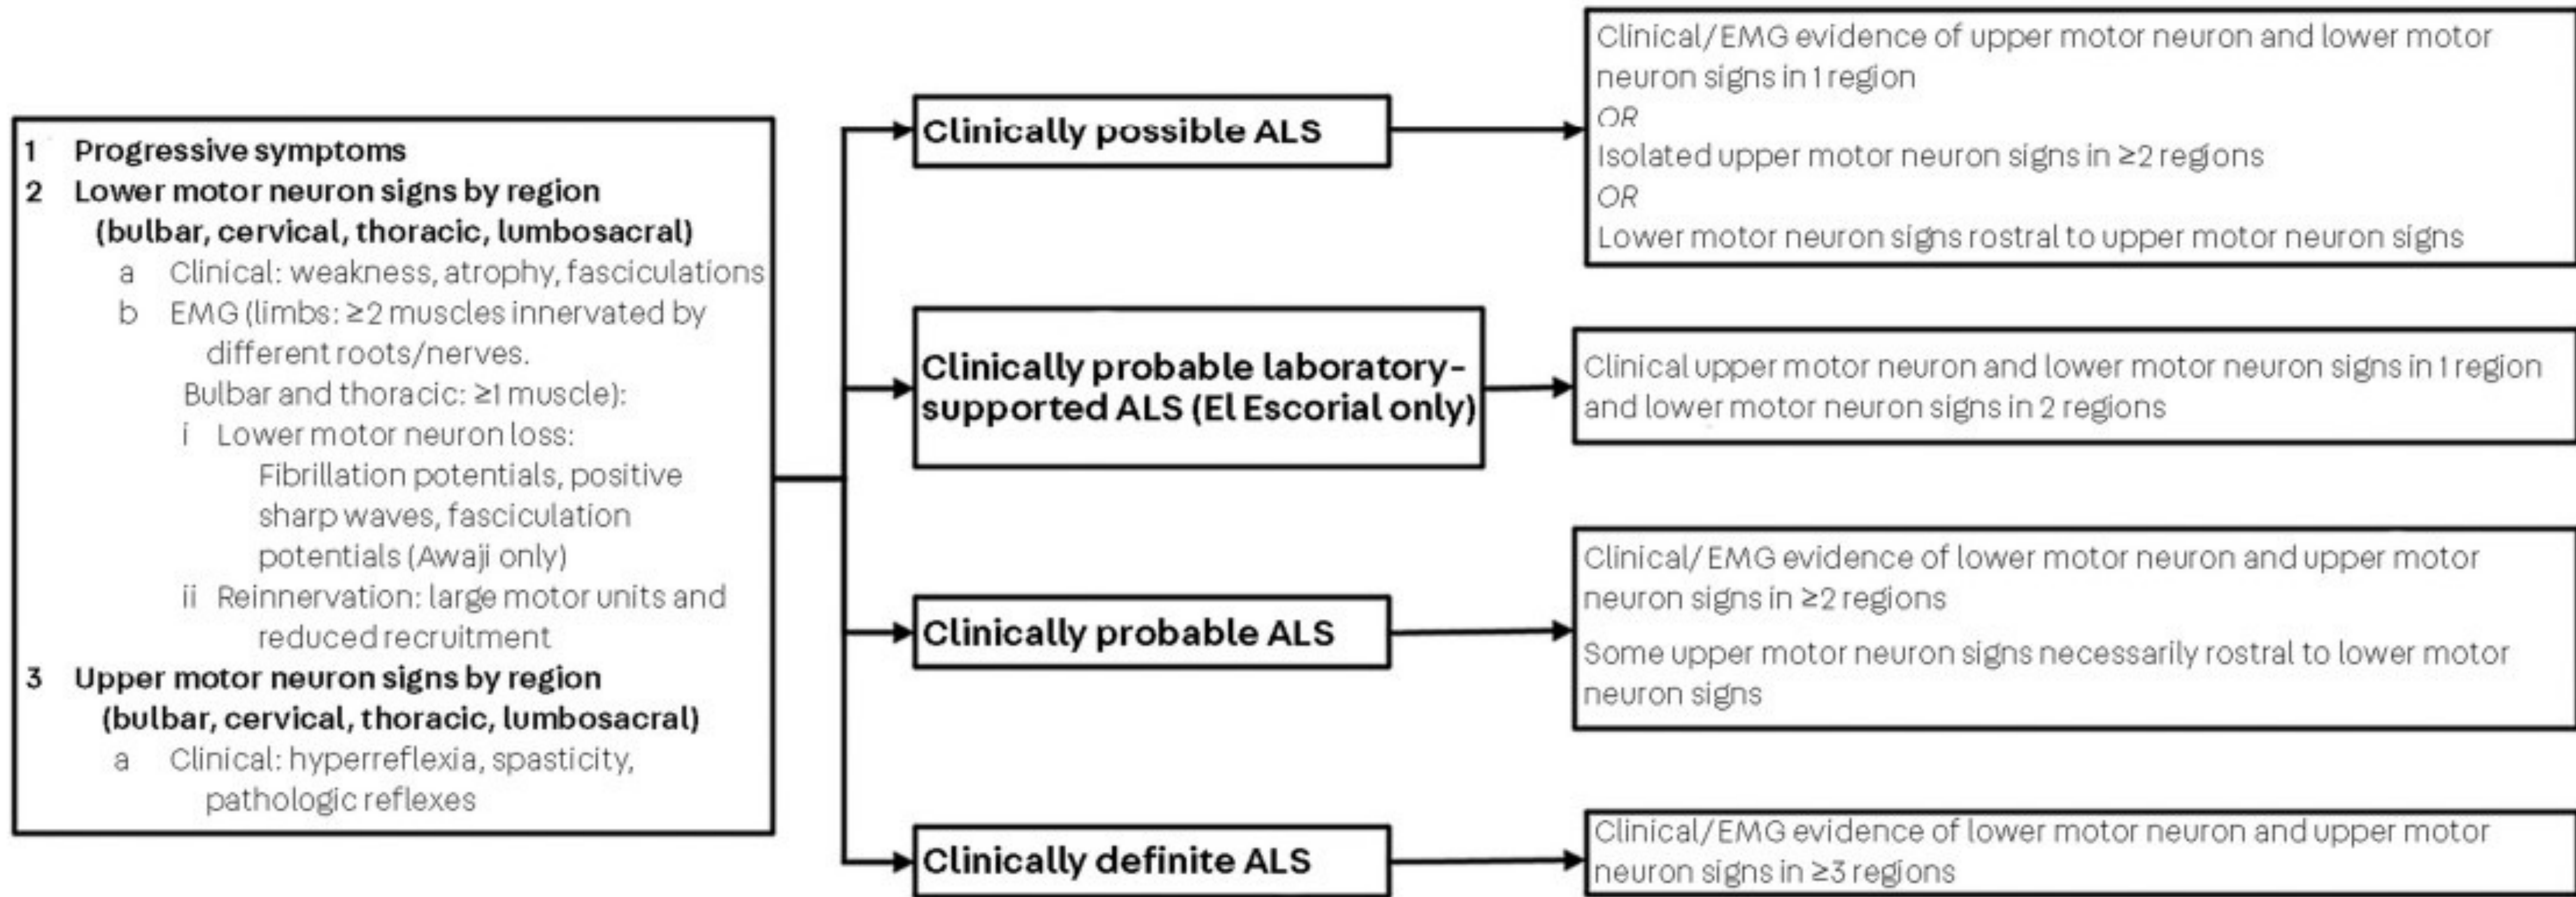 1 Progressive symptoms
2 Lower motor neuron signs by region
(bulbar, cervical, thoracic, lumbosacral)
a Clinical: weakness, atrophy, fasciculations
b EMG (limbs: ≥2 muscles innervated by
different roots/nerves.
Bulbar and thoracic: ≥1 muscle):
i Lower motor neuron loss:
Fibrillation potentials, positive
sharp waves, fasciculation
potentials (Awaji only)
ii Reinnervation: large motor units and
reduced recruitment
3 Upper motor neuron signs by region
(bulbar, cervical, thoracic, lumbosacral)
a Clinical: hyperreflexia, spasticity,
pathologic reflexes
Clinically possible ALS
Clinical/EMG evidence of upper motor neuron and lower motor
neuron signs in 1 region
OR
Isolated upper motor neuron signs in ≥2 regions
OR
Lower motor neuron signs rostral to upper motor neuron signs
Clinically probable laboratory-
supported ALS (El Escorial only)
Clinical upper motor neuron and lower motor neuron signs in 1 region
and lower motor neuron signs in 2 regions
Clinically probable ALS
Clinical/EMG evidence of lower motor neuron and upper motor
neuron signs in ≥2 regions
Some upper motor neuron signs necessarily rostral to lower motor
neuron signs
Clinically definite ALS
Clinical/EMG evidence of lower motor neuron and upper motor
neuron signs in ≥3 regions